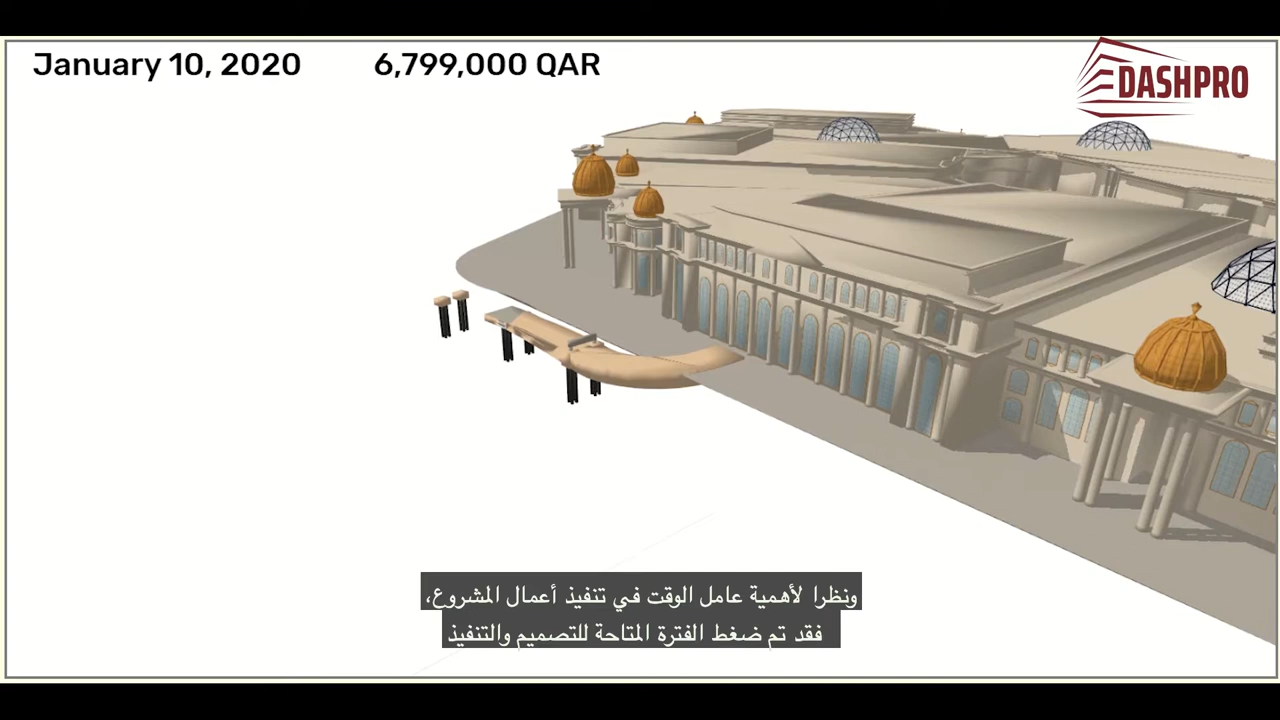 January 10, 2020 6,799,000 QAR
DASHPRO
ونظرا لأهمية عامل الوقت في تنفيذ أعمال المشروع،
فقد تم ضغط الفترة المتاحة للتصميم والتنفيذ